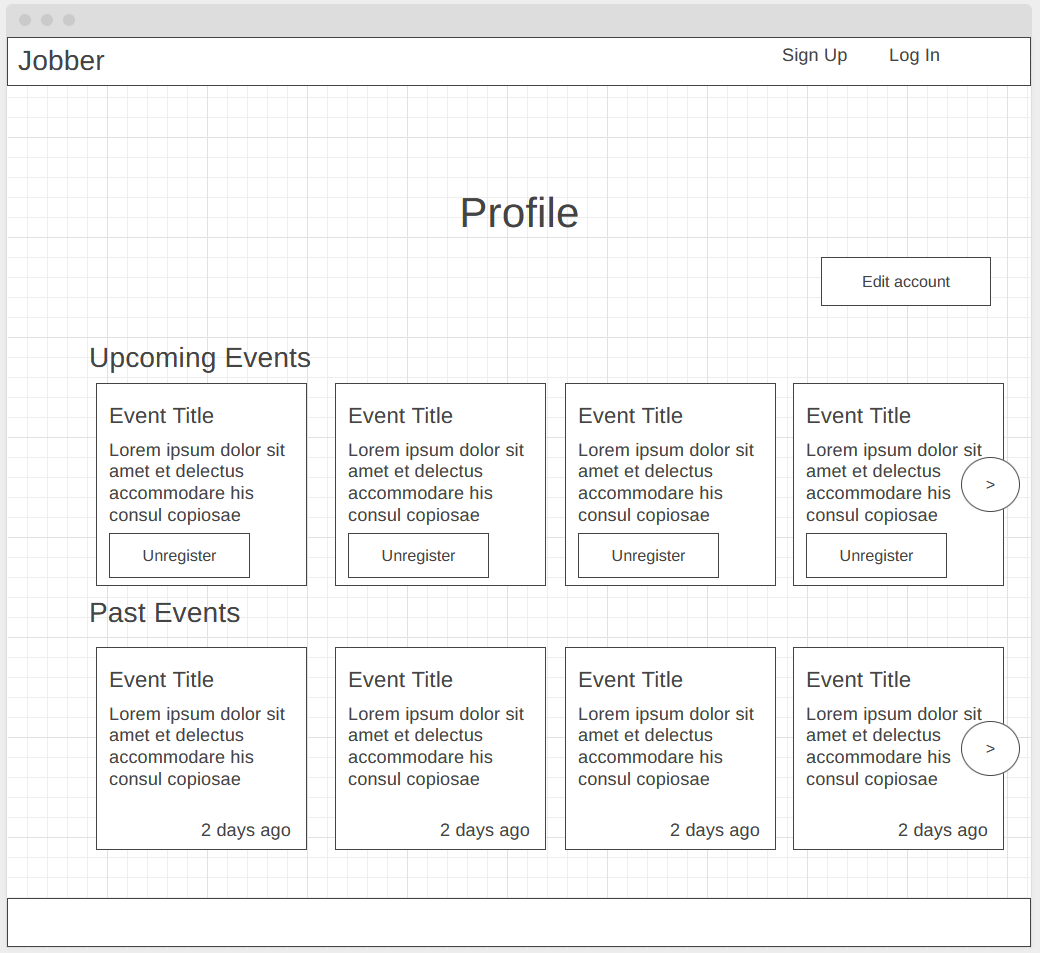 Jobber
Sign Up
Log In
Profile
Edit account
Upcoming Events
Event Title
Lorem ipsum dolor sit
amet et delectus
accommodare his
consul copiosae
Unregister
Event Title
Lorem ipsum dolor sit
amet et delectus
accommodare his
consul copiosae
Unregister
Event Title
Lorem ipsum dolor sit
amet et delectus
accommodare his
consul copiosae
Unregister
Event Title
Lorem ipsum dolor sit
amet et delectus
accommodare his
consul copiosae
Unregister
>
Past Events
Event Title
Lorem ipsum dolor sit
amet et delectus
accommodare his
consul copiosae
2 days ago
Event Title
Lorem ipsum dolor sit
amet et delectus
accommodare his
consul copiosae
2 days ago
Event Title
Lorem ipsum dolor sit
amet et delectus
accommodare his
consul copiosae
2 days ago
Event Title
Lorem ipsum dolor sit
amet et delectus
accommodare his
consul copiosae
2 days ago
>